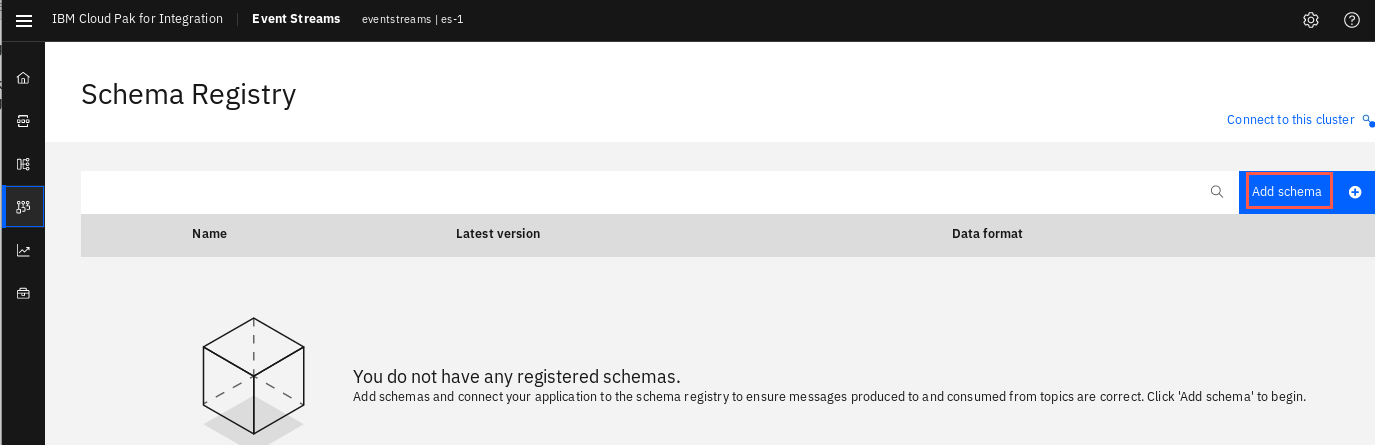 IBM Cloud Pak for Integration Event Streams eventstreams | es-1
Schema Registry
Connect to this cluster
Add schema
Name Latest version Data format
You do not have any registered schemas.
Add schemas and connect your application to the schema registry to ensure messages produced to and consumed from topics are correct. Click 'Add schema' to begin.